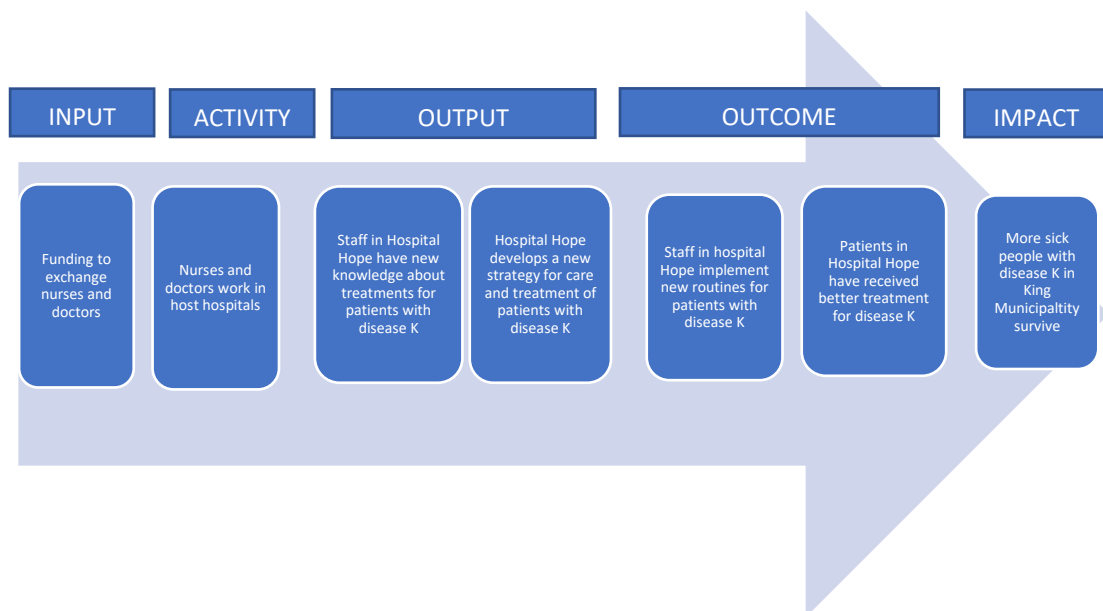 INPUT
ACTIVITY
OUTPUT
OUTCOME
IMPACT
Funding to
exchange
nurses and
doctors
Nurses and
doctors work in
host hospitals
Staff in Hospital
Hope have new
knowledge about
treatments for
patients with
disease K
Hospital Hope
develops a new
strategy for care
and treatment of
patients with
disease K
Staff in hospital
Hope implement
new routines for
patients with
disease K
Patients in
Hospital Hope
have received
better treatment
for disease K
More sick
people with
disease K in
King
Municipaltity
survive